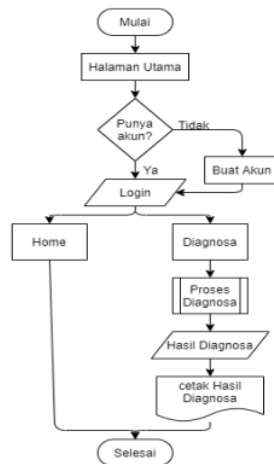 Mulai
Halaman Utama
Punya
akun?
Tidak
Ya
Buat Akun
Login
Home
Diagnosa
Proses
Diagnosa
Hasil Diagnosa
cetak Hasil
Diagnosa
Selesai